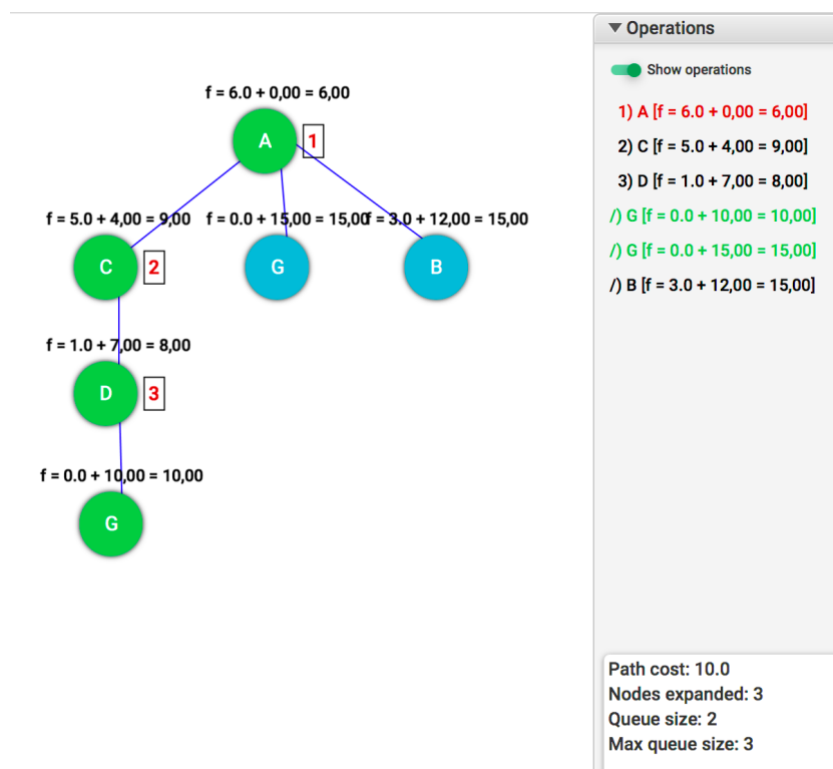 f = 6.0 + 0,00 = 6,00
A 1
f = 5.0 + 4,00 = 9,00 f = 0.0 + 15,00 = 15,00 f = 3.0 + 12,00 = 15,00
C 2 G B
f = 1.0 + 7,00 = 8,00
D 3
f = 0.0 + 10,00 = 10,00
G
Operations
Show operations
1) A [f = 6.0 + 0,00 = 6,00]
2) C [f = 5.0 + 4,00 = 9,00]
3) D [f = 1.0 + 7,00 = 8,00]
/) G [f = 0.0 + 10,00 = 10,00]
/) G [f = 0.0 + 15,00 = 15,00]
/) B [f = 3.0 + 12,00 = 15,00]
Path cost: 10.0
Nodes expanded: 3
Queue size: 2
Max queue size: 3